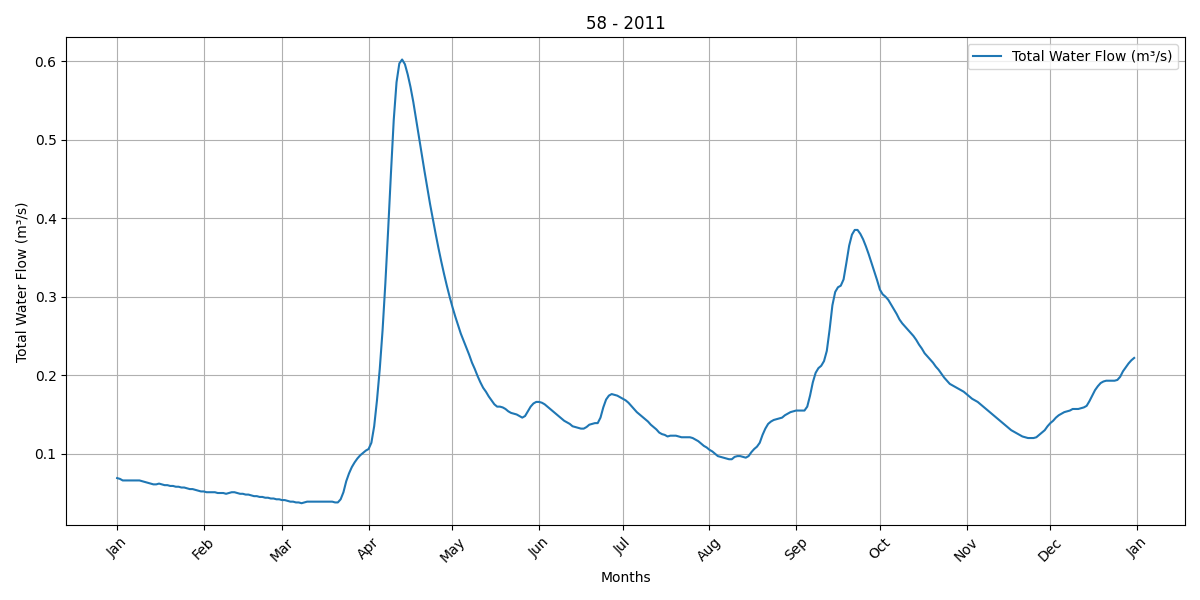 58 - 2011
Total Water Flow (m³/s)
Total Water Flow (m³/s)
0.6
0.5
0.4
0.3
0.2
0.1
Jan
Feb
Mar
Apr
May
Jun
Jul
Aug
Sep
Oct
Nov
Dec
Jan
Months